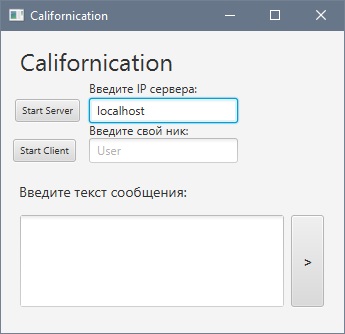 Californication
Californication
Введите IP сервера:
Start Server
localhost
Введите свой ник:
Start Client
User
Введите текст сообщения:
>